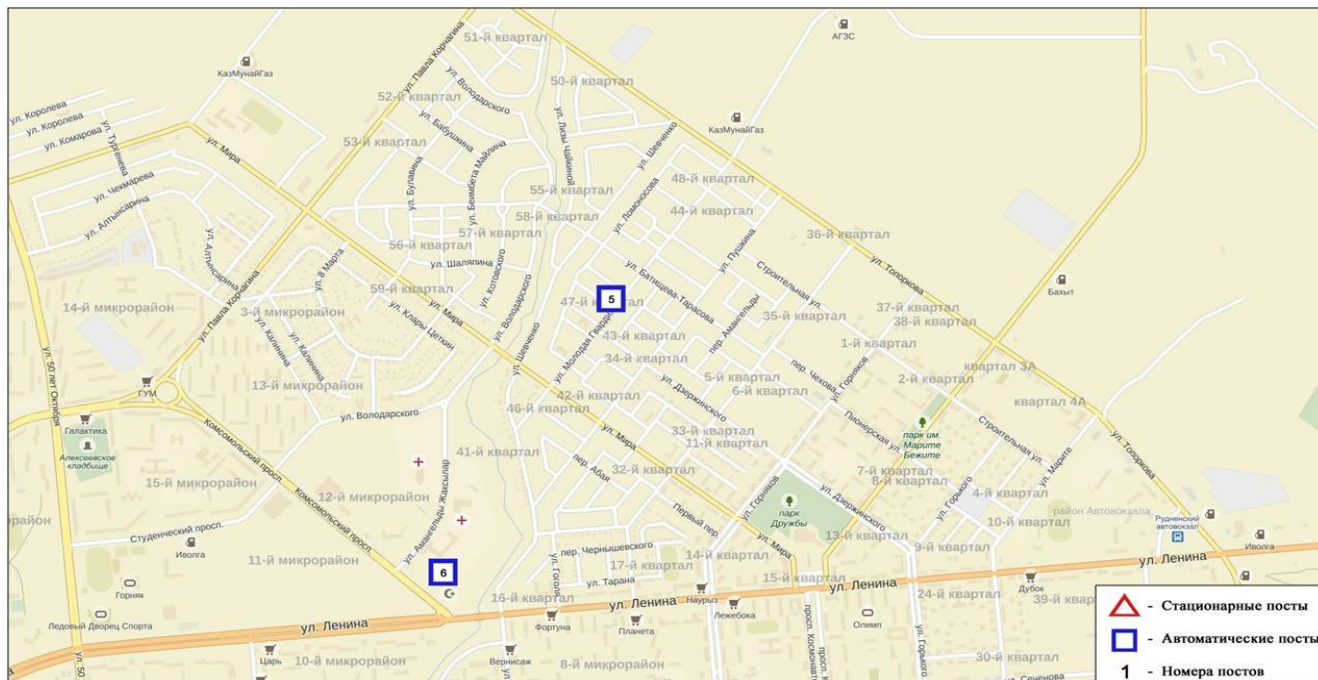 51-й квартал
ул. Павла Корчагина
АГЗС
КазМунайГаз
50-й квартал
52-й квартал
ул. Володарского
ул. Королева
ул. Королева
ул. Комарова
ул. Тургенева
ул. Мира
53-й квартал
ул. Бабушкина
ул. Лизы Чайкиной
ул. Шевченко
КазМунайГаз
ул. Чекмарева
ул. Булавина
ул. Беимбета Майлина
55-й квартал
48-й квартал
ул. Ломоносова
44-й квартал
ул. Алтынсарина
58-й квартал
57-й квартал
56-й квартал
36-й квартал
ул. Пушкина
ул. Алтынсарина
ул. 8 Марта
ул. Шаляпина
ул. Котовского
ул. Батищева-Тарасова
Строительная ул.
ул. Топоркова
Бахыт
59-й квартал
14-й микрорайон
ул. Павла Корчагина
3-й микрорайон
ул. Мира
ул. Володарского
47-й квартал
5
37-й квартал
38-й квартал
35-й квартал
ул. Калинина
ул. Калинина
ул. Клары Цеткин
ул. Шевченко
ул. Молодая Гвардия
43-й квартал
пер. Амангельды
1-й квартал
34-й квартал
ул. 50 лет Октября
13-й микрорайон
5-й квартал
6-й квартал
пер. Чехова
ул. Горняков
2-й квартал
квартал 3А
ГУМ
42-й квартал
ул. Дзержинского
квартал 4А
ул. Володарского
46-й квартал
Пионерская ул.
парк им.
Марите
Бежите
Строительная ул.
ул. Топоркова
Галактика
Комсомольский просп.
ул. Мира
33-й квартал
11-й квартал
Алексеевское
кладбище
41-й квартал
32-й квартал
7-й квартал
8-й квартал
ул. Марите
15-й микрорайон
12-й микрорайон
ул. Амангельды Жаксылар
пер. Абая
ул. Горняков
ул. Дзержинского
ул. Горького
4-й квартал
Комсомольский просп.
парк
Дружбы
район Автовокзала
Студенческий просп.
Первый пер.
ул. Мира
10-й квартал
Рудненский
автовокзал
Иволга
13-й квартал
9-й квартал
Иволга
11-й микрорайон
6
пер. Чернышевского
14-й квартал
17-й квартал
ул. Гоголя
ул. Тарана
15-й квартал
ул. Ленина
ул. Ленина
Горняк
16-й квартал
ул. Ленина
Наурыз
24-й квартал
Дубок
Ледовый Дворец Спорта
ул. Ленина
Фортуна
Планета
Лежебока
Олимп
ул. 50
Царь
10-й микрорайон
Вернисаж
8-й микрорайон
просп. Космонавтов
ул. Горького
30-й квартал
- Стационарные посты
- Автоматические посты
1 - Номера постов